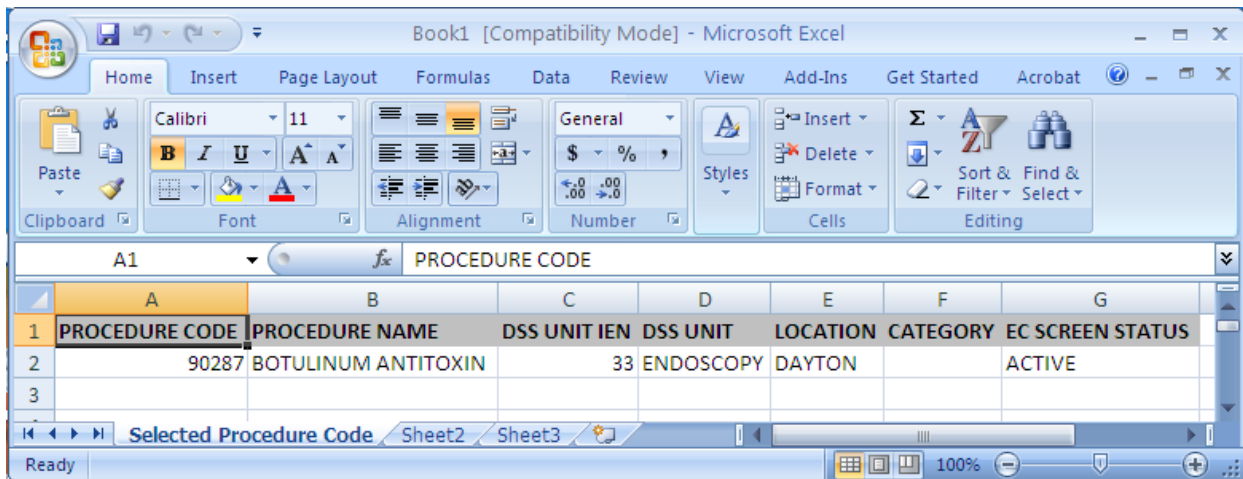 Book1 [Compatibility Mode] - Microsoft Excel
Home Insert Page Layout Formulas Data Review View Add-Ins Get Started Acrobat
Calibri 11 General Insert Σ
B I U A A $ % , Delete
Paste Styles Format Sort & Filter Find & Select
A .00 .0
Clipboard Font Alignment Number Cells Editing
A1 fx PROCEDURE CODE
A B C D E F G
1 PROCEDURE CODE PROCEDURE NAME DSS UNIT IEN DSS UNIT LOCATION CATEGORY EC SCREEN STATUS
2 90287 BOTULINUM ANTITOXIN 33 ENDOSCOPY DAYTON ACTIVE
3
Selected Procedure Code Sheet2 Sheet3
Ready 100%